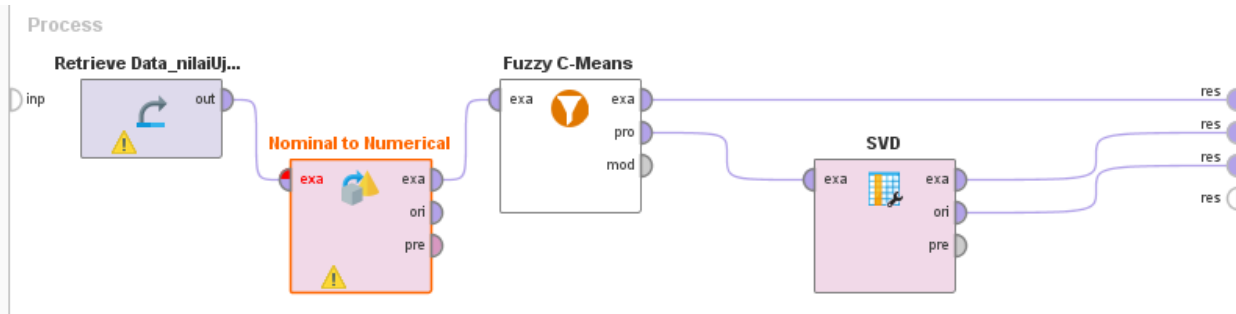 Process
inp
Retrieve Data_nilaiUj...
out
Nominal to Numerical
exa
exa
ori
pre
Fuzzy C-Means
exa
exa
pro
mod
SVD
exa
exa
ori
pre
res
res
res
res